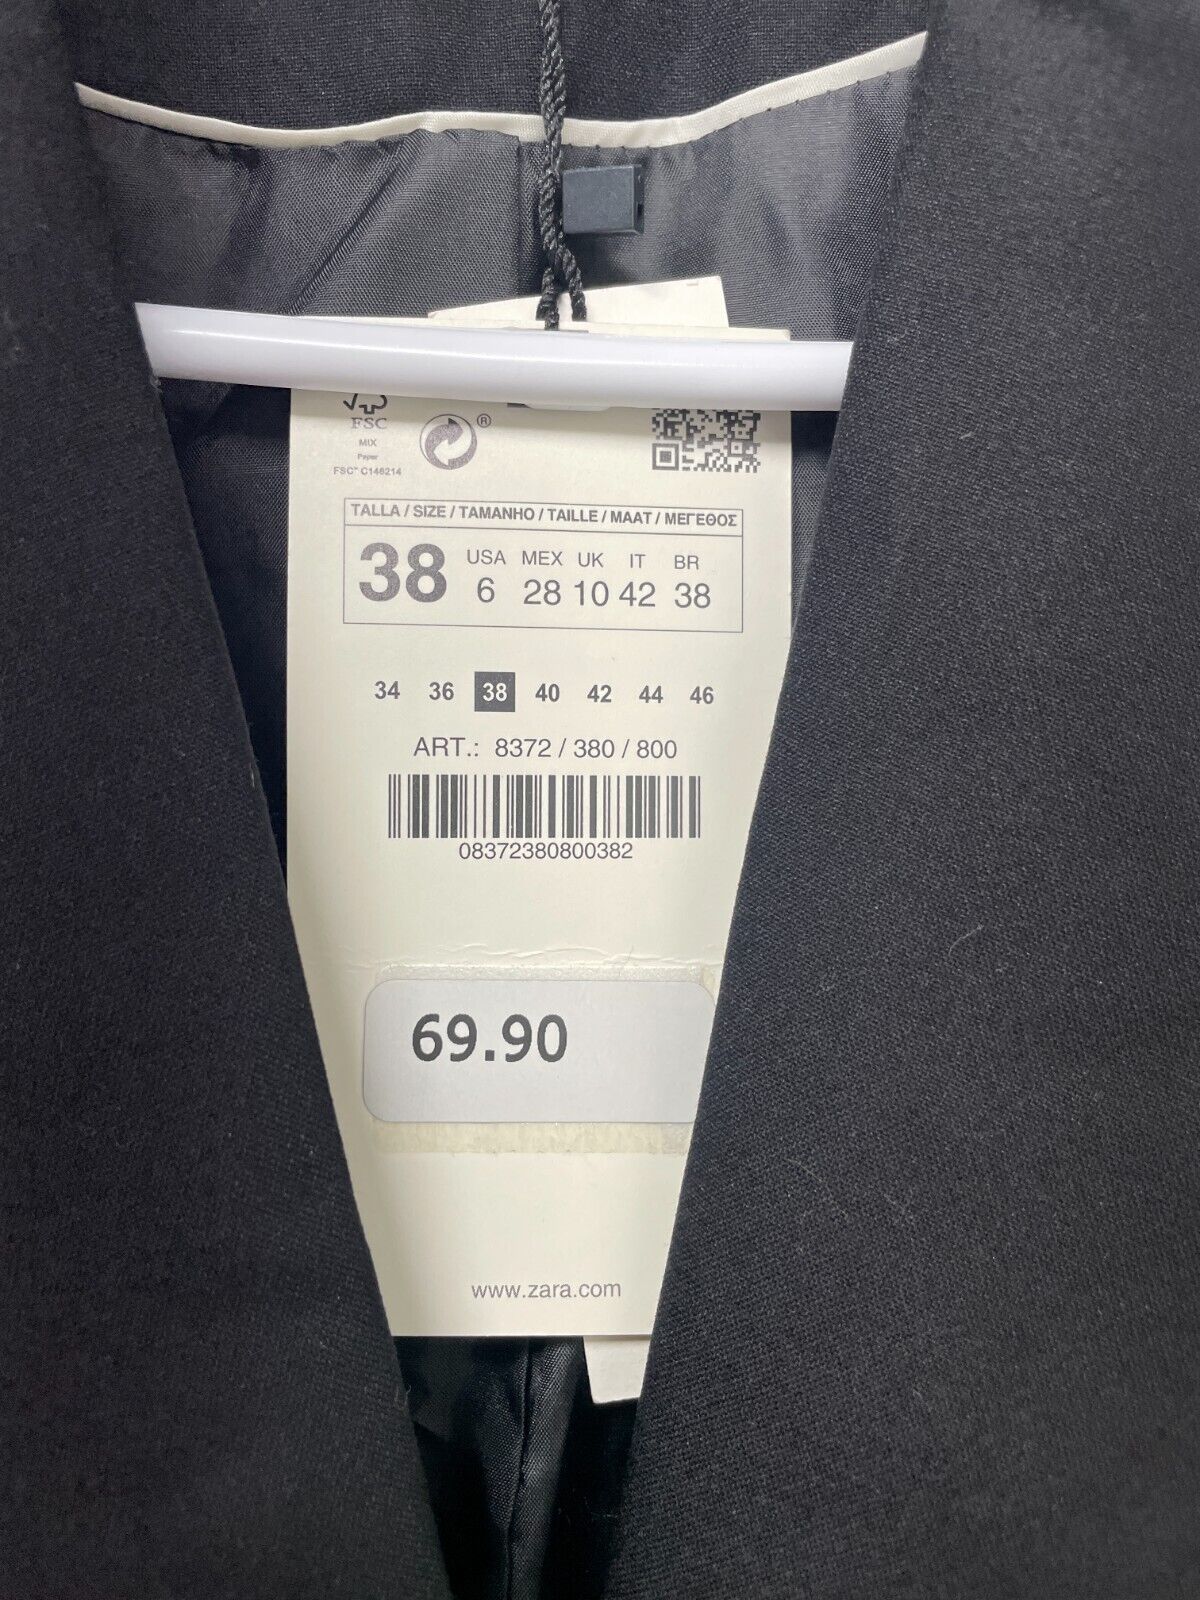 FSC
MIX
Paper
FSC® C146214
®
TALLA / SIZE / TAMANHO / TAILLE / MAAT / ΜΕΓΕΘΟΣ
38 USA MEX UK IT BR
6 28 10 42 38
34 36 38 40 42 44 46
ART.: 8372 / 380 / 800
08372380800382
69.90
www.zara.com